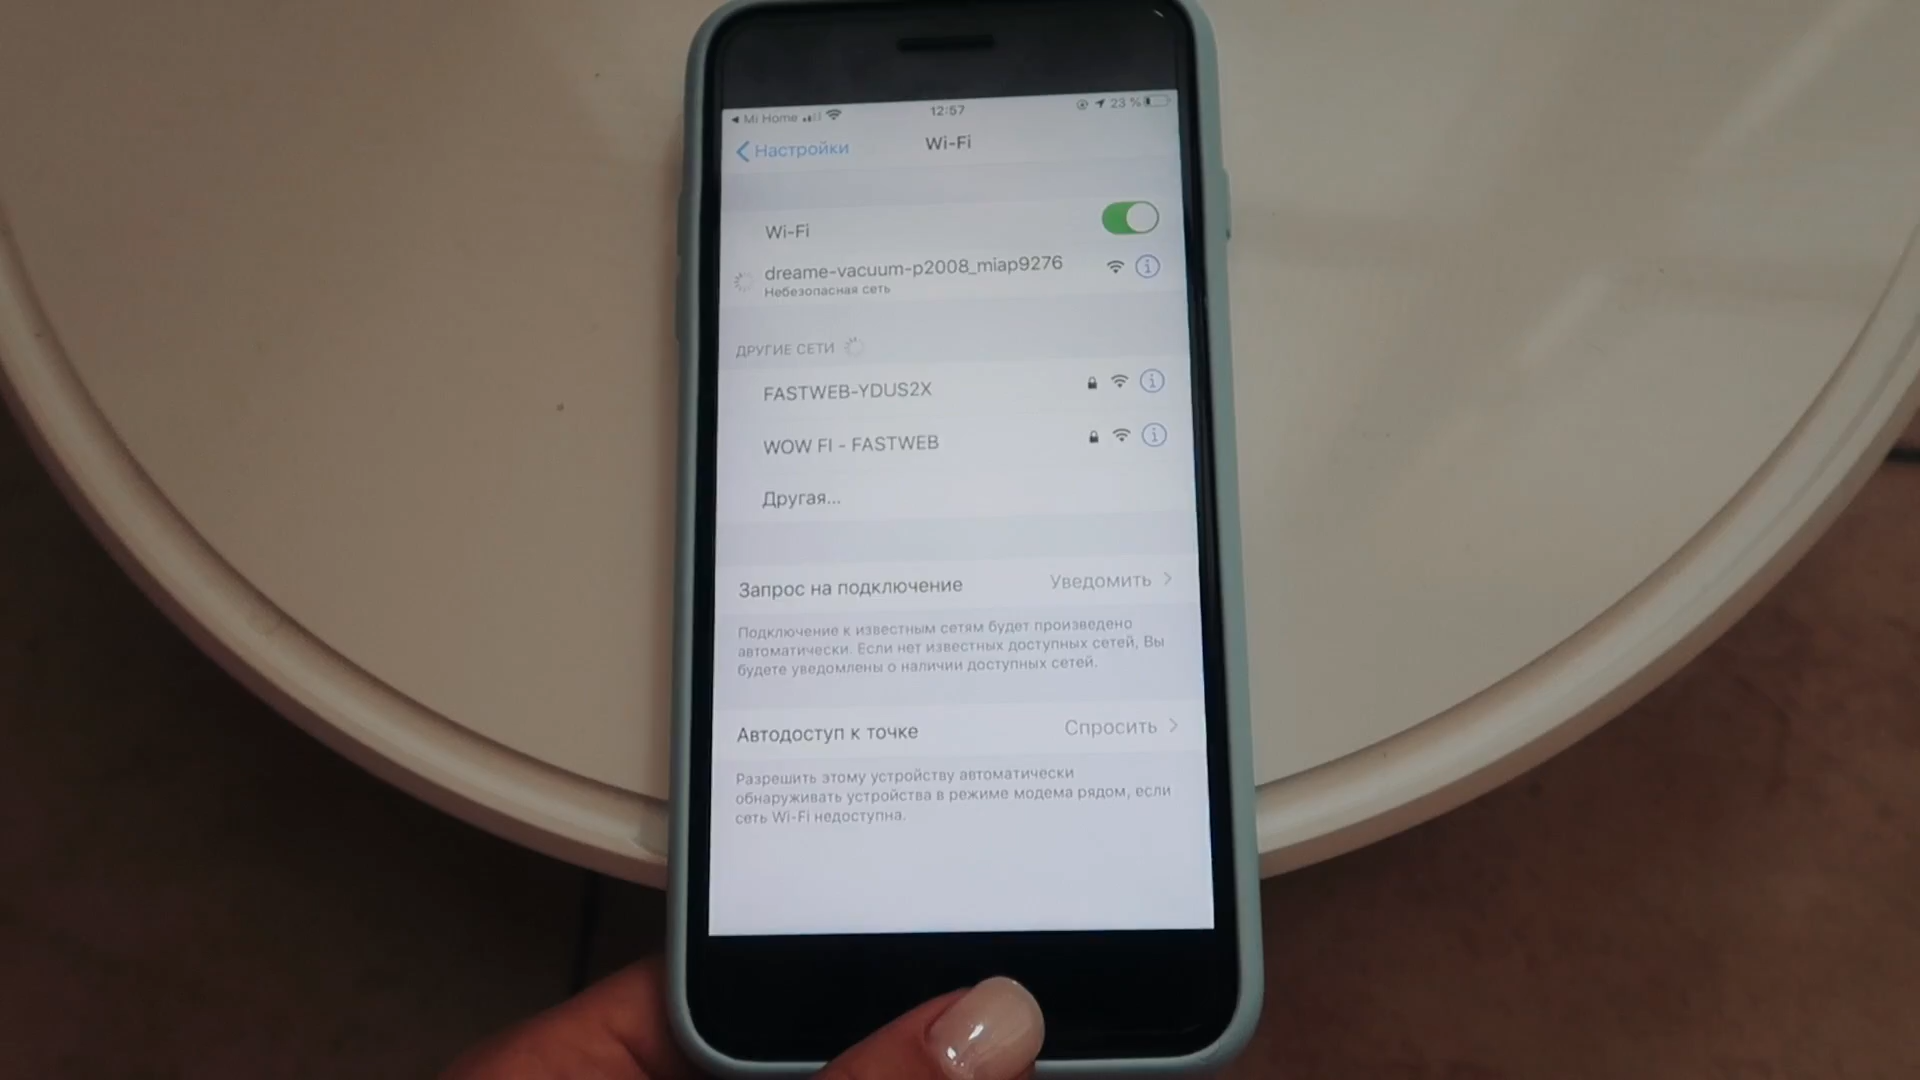 Mi Home
12:57
23 %
Настройки
Wi-Fi
Wi-Fi
dreame-vacuum-p2008_miap9276
Небезопасная сеть
ДРУГИЕ СЕТИ
FASTWEB-YDUS2X
WOW FI - FASTWEB
Другая...
Запрос на подключение Уведомить
Подключение к известным сетям будет произведено
автоматически. Если нет известных доступных сетей, Вы
будете уведомлены о наличии доступных сетей.
Автодоступ к точке Спросить
Разрешить этому устройству автоматически
обнаруживать устройства в режиме модема рядом, если
сеть Wi-Fi недоступна.